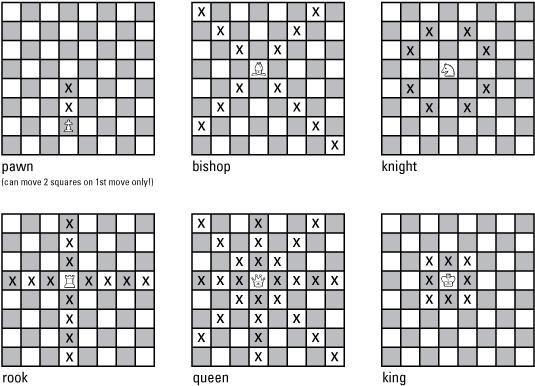 pawn
(can move 2 squares on 1st move only!)
bishop
knight
rook
queen
king